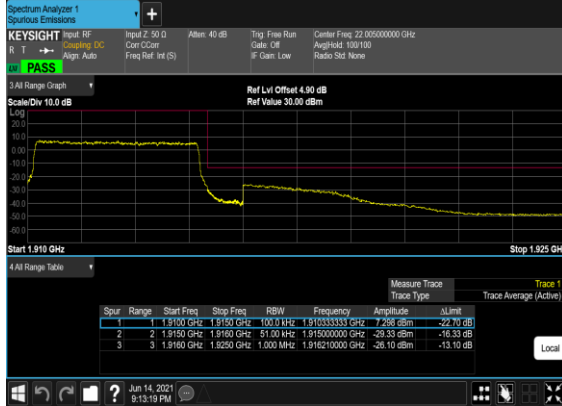 Spectrum Analyzer 1
Spurious Emissions
+
KEYSIGHT Input: RF Input Z: 50 Ω Atten: 40 dB Trig: Free Run Center Freq: 22.005000000 GHz
R T Coupling: DC Corr CCorr Gate: Off Avg|Hold: 100/100
Align: Auto Freq Ref: Int (S) IF Gain: Low Radio Std: None
PASS
3 All Range Graph
Ref Lvl Offset 4.90 dB
Scale/Div 10.0 dB Ref Value 30.00 dBm
Log
20.0
10.0
0.00
-10.0
-20.0
-30.0
-40.0
-50.0
-60.0
Start 1.910 GHz Stop 1.925 GH
4 All Range Table
Measure Trace Trace 1
Trace Type Trace Average (Active)
Spur Range Start Freq Stop Freq RBW Frequency Amplitude ΔLimit
1 1 1.9100 GHz 1.9150 GHz 100.0 kHz 1.910333333 GHz 7.298 dBm -22.70 dB
2 2 1.9150 GHz 1.9160 GHz 51.00 kHz 1.915000000 GHz -29.33 dBm -16.33 dB
3 3 1.9160 GHz 1.9250 GHz 1.000 MHz 1.916210000 GHz -26.10 dBm -13.10 dB
Local
? Jun 14, 2021
9:13:19 PM